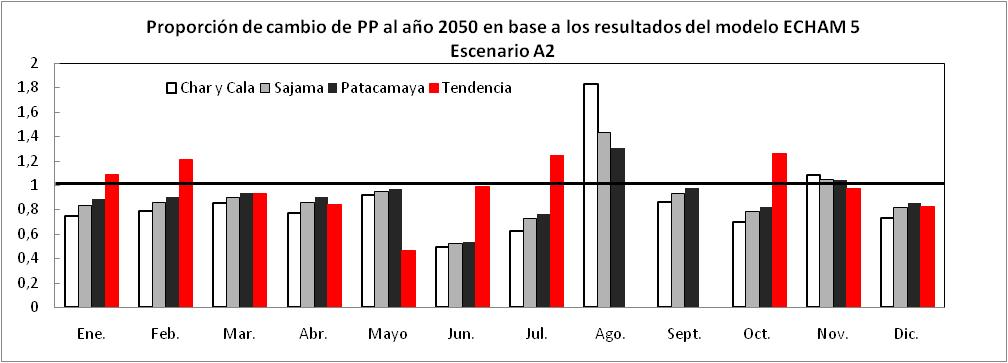 Proporción de cambio de PP al año 2050 en base a los resultados del modelo ECHAM 5
Escenario A2
2
1,8
1,6
1,4
1,2
1
0,8
0,6
0,4
0,2
0
Char y Cala Sajama Patacamaya Tendencia
Ene. Feb. Mar. Abr. Mayo Jun. Jul. Ago. Sept. Oct. Nov. Dic.